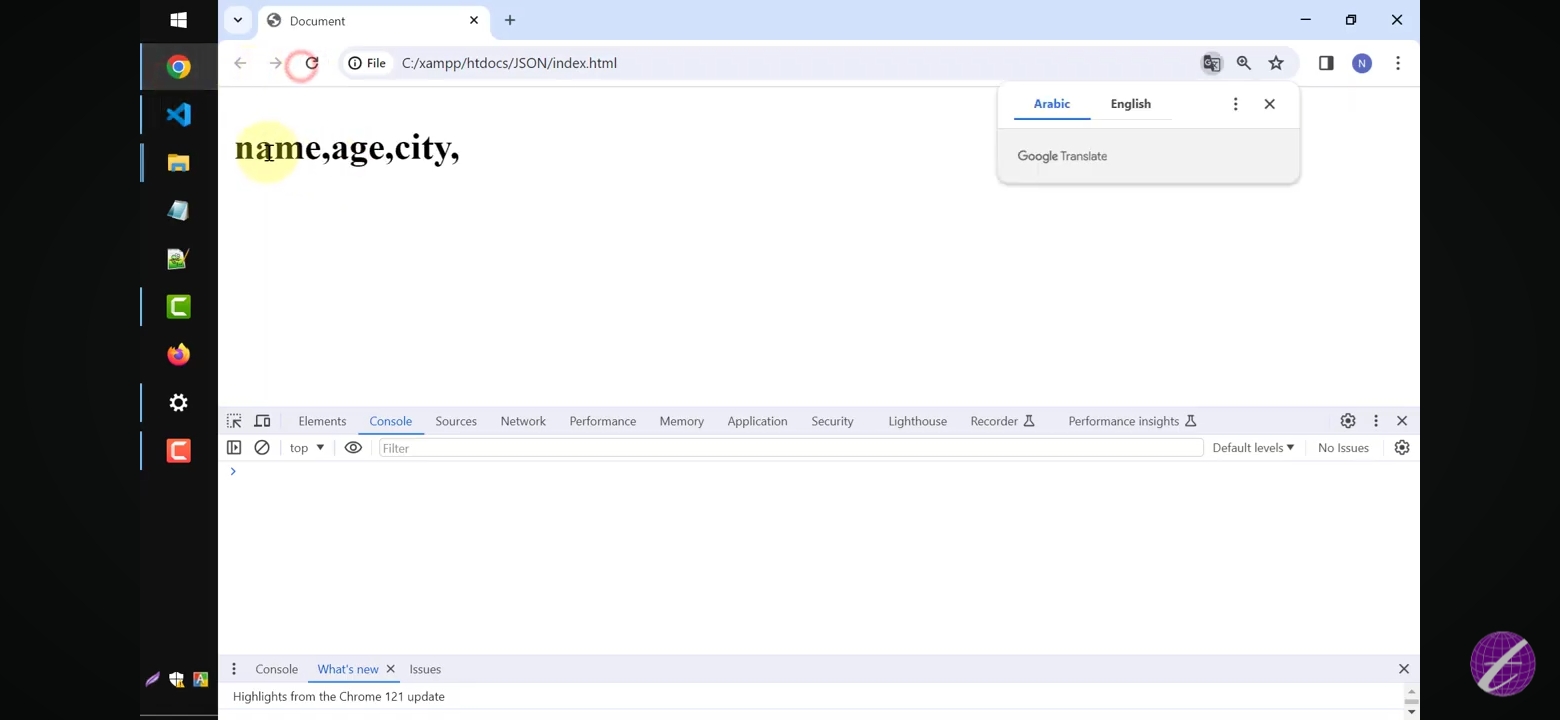 Document
File
C:/xampp/htdocs/JSON/index.html
N
Arabic
English
Google Translate
name,age,city,
Elements
Console
Sources
Network
Performance
Memory
Application
Security
Lighthouse
Recorder
Performance insights
top
Filter
Default levels
No Issues
Console
What's new
Issues
Highlights from the Chrome 121 update